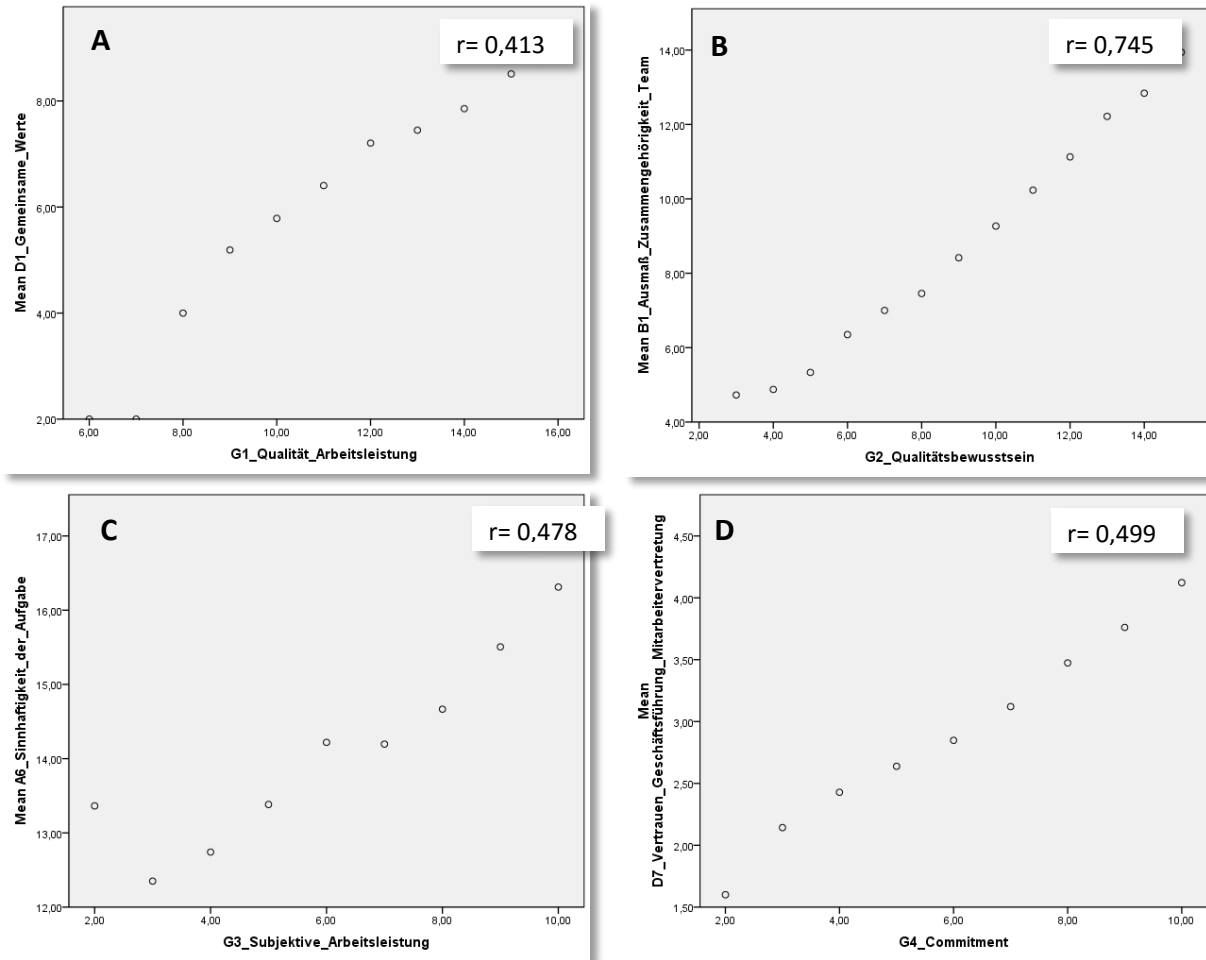 A
r= 0,413
Mean D1_Gemeinsame_Werte
8,00
6,00
4,00
2,00
6,00 8,00 10,00 12,00 14,00 16,00
G1_Qualität_Arbeitsleistung
B
r= 0,745
Mean B1_Ausmaß_Zusammengehörigkeit_Team
14,00
12,00
10,00
8,00
6,00
4,00
2,00 4,00 6,00 8,00 10,00 12,00 14,00
G2_Qualitätsbewusstsein
C
r= 0,478
Mean A6_Sinnhaftigkeit_der_Aufgabe
17,00
16,00
15,00
14,00
13,00
12,00
2,00 4,00 6,00 8,00 10,00
G3_Subjektive_Arbeitsleistung
D
r= 0,499
Mean
D7_Vertrauen_Geschäftsführung_Mitarbeitervertretung
4,50
4,00
3,50
3,00
2,50
2,00
1,50
2,00 4,00 6,00 8,00 10,00
G4_Commitment